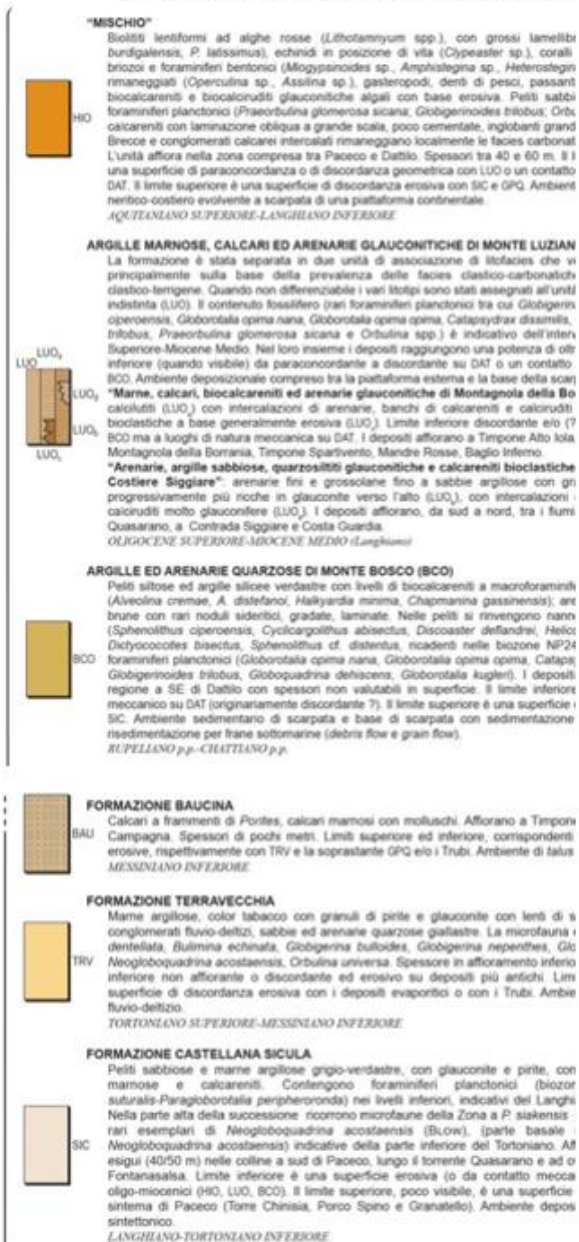 "MISCHIO"
Biolititi lentiformi ad alghe rosse (Lithotamnyum spp.), con grossi lamellibr
burdigalensis, P. latissimus), echinidi in posizione di vita (Clypeaster sp.), coralli
briozoi e foraminiferi bentonici (Miogypsinoides sp., Amphistegina sp., Heterostegin
rimaneggiati (Operculina sp., Assilina sp.), gasteropodi, denti di pesci, passant
biocalcareniti e biocalciruditi glauconitiche algali con base erosiva. Peliti sabbi
foraminiferi planctonici (Praeorbulina glomerosa sicana; Globigerinoides trilobus; Orbu
calcareniti con laminazione obliqua a grande scala, poco cementate, inglobanti grand
Brecce e conglomerati calcarei intercalati rimaneggiano localmente le facies carbonat
HIO
L'unità affiora nella zona compresa tra Paceco e Dattilo. Spessori tra 40 e 60 m. Il l
una superficie di paraconcordanza o di discordanza geometrica con LUO o un contatto
DAT. Il limite superiore è una superficie di discordanza erosiva con SIC e GPQ. Ambient
neritico-costiero evolvente a scarpata di una piattaforma continentale.
AQUITANIANO SUPERIORE-LANGHIANO INFERIORE
ARGILLE MARNOSE, CALCARI ED ARENARIE GLAUCONITICHE DI MONTE LUZIAN
La formazione è stata separata in due unità di associazione di litofacies che v
principalmente sulla base della prevalenza delle facies clastico-carbonatich
clastico-terrigene. Quando non differenziabile i vari litotipi sono stati assegnati all'unità
indistinta (LUO). Il contenuto fossilifero (rari foraminiferi planctonici tra cui Globigerin
ciperoensis, Globorotalia opima nana, Globorotalia opima opima, Catapsydrax dissimilis,
trilobus, Praeorbulina glomerosa sicana e Orbulina spp.) è indicativo dell'interv
Superiore-Miocene Medio. Nel loro insieme i depositi raggiungono una potenza di oltr
inferiore (quando visibile) da paraconcordante a discordante su DAT o un contatto
BCO. Ambiente deposizionale compreso tra la piattaforma esterna e la base della scarp
LUO
LUOa
LUOa
LUOb
LUOc
"Marne, calcari, biocalcareniti ed arenarie glauconitiche di Montagnola della Bo
calcilutiti (LUOc) con intercalazioni di arenarie, banchi di calcareniti e calciruditi
bioclastiche a base generalmente erosiva (LUOc). Limite inferiore discordante e/o (?
BCO ma a luoghi di natura meccanica su DAT. I depositi affiorano a Timpone Alto Iola,
Montagnola della Borrania, Timpone Spartivento, Mandre Rosse, Baglio Inferno.
"Arenarie, argille sabbiose, quarzosiltiti glauconitiche e calcareniti bioclastiche
Costiere Siggiare": arenarie fini e grossolane fino a sabbie argillose con gra
progressivamente più ricche in glauconite verso l'alto (LUOb), con intercalazioni
calciruditi molto glauconifere (LUOa). I depositi affiorano, da sud a nord, tra i fiumi
Quasarano, a Contrada Siggiare e Costa Guardia.
OLIGOCENE SUPERIORE-MIOCENE MEDIO (Langhiano)
ARGILLE ED ARENARIE QUARZOSE DI MONTE BOSCO (BCO)
Peliti siltose ed argille silicee verdastre con livelli di biocalcareniti a macroforaminife
(Alveolina cremae, A. distefanoi, Halkyardia minima, Chapmanina gassinensis); are
brune con rari noduli sideritici, gradate, laminate. Nelle peliti si rinvengono nann
(Sphenolithus ciperoensis, Cyclicargolithus abisectus, Discoaster deflandrei, Helico
Dictyococcites bisectus, Sphenolithus cf. distentus, ricadenti nelle biozone NP24
BCO
foraminiferi planctonici (Globorotalia opima nana, Globorotalia opima opima, Cataps
Globigerinoides trilobus, Globoquadrina dehiscens, Globorotalia kugleri). I depositi
regione a SE di Dattilo con spessori non valutabili in superficie. Il limite inferiore
meccanico su DAT (originariamente discordante ?). Il limite superiore è una superficie
SIC. Ambiente sedimentario di scarpata e base di scarpata con sedimentazione
risedimentazione per frane sottomarine (debris flow e grain flow).
RUPELIANO p.p.-CHATTIANO p.p.
FORMAZIONE BAUCINA
Calcari a frammenti di Porites, calcari marnosi con molluschi. Affiorano a Timpone
BAU
Campagna. Spessori di pochi metri. Limiti superiore ed inferiore, corrispondenti
erosive, rispettivamente con TRV e la soprastante GPQ e/o i Trubi. Ambiente di talus
MESSINIANO INFERIORE
FORMAZIONE TERRAVECCHIA
Marne argillose, color tabacco con granuli di pirite e glauconite con lenti di s
conglomerati fluvio-deltizi, sabbie ed arenarie quarzose giallastre. La microfauna
dentellata, Bulimina echinata, Globigerina bulloides, Globigerina nepenthes, Glo
TRV
Neogloboquadrina acostaensis, Orbulina universa. Spessore in affioramento inferio
inferiore non affiorante o discordante ed erosivo su depositi più antichi. Lim
superficie di discordanza erosiva con i depositi evaporitici o con i Trubi. Ambie
fluvio-deltizio.
TORTONIANO SUPERIORE-MESSINIANO INFERIORE
FORMAZIONE CASTELLANA SICULA
Peliti sabbiose e marne argillose grigio-verdastre, con glauconite e pirite, con
marnose e calcareniti. Contengono foraminiferi planctonici (biozon
suturalis-Paragloborotalia peripheroronda) nei livelli inferiori, indicativi del Langhi
Nella parte alta della successione ricorrono microfaune della Zona a P. siakensis
rari esemplari di Neogloboquadrina acostaensis (BLOW), (parte basale
SIC
Neogloboquadrina acostaensis) indicative della parte inferiore del Tortoniano. Aff
esigui (40/50 m) nelle colline a sud di Paceco, lungo il torrente Quasarano e ad o
Fontanasalsa. Limite inferiore è una superficie erosiva (o da contatto mecca
oligo-miocenici (HIO, LUO, BCO). Il limite superiore, poco visibile, è una superficie
sintema di Paceco (Torre Chinisia, Porco Spino e Granatello). Ambiente depos
sintettonico.
LANGHIANO-TORTONIANO INFERIORE